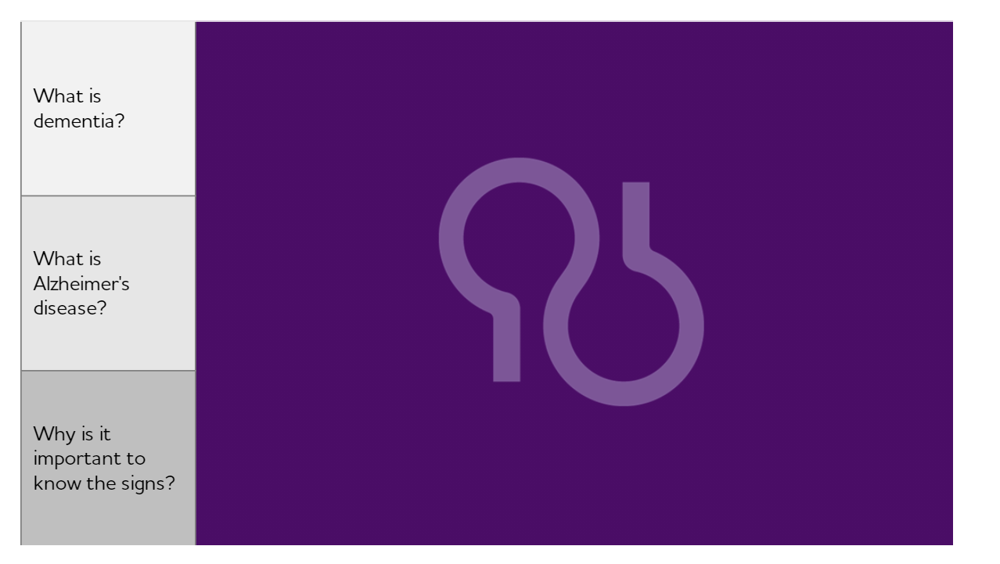 What is
dementia?
What is
Alzheimer's
disease?
Why is it
important to
know the signs?